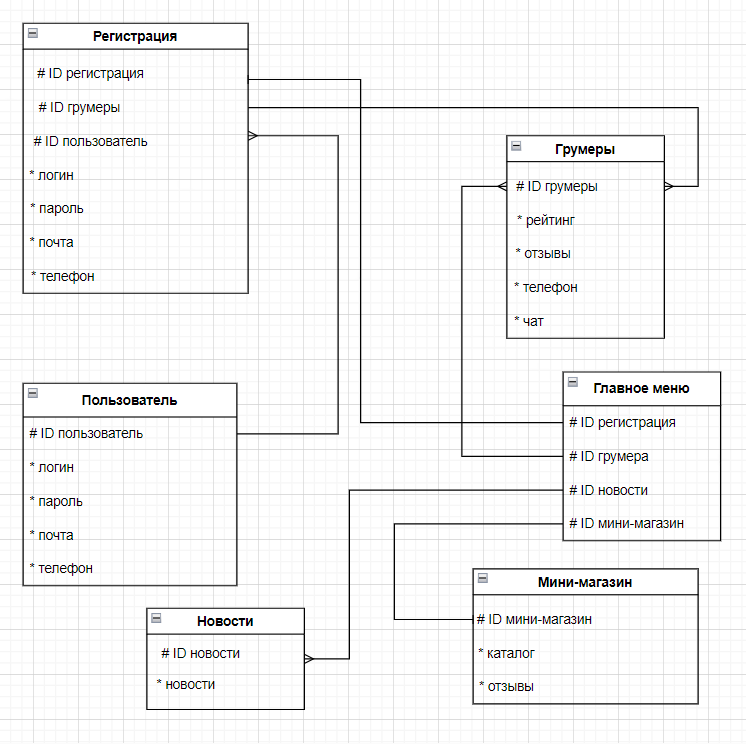 Регистрация
# ID регистрация
# ID грумеры
# ID пользователь
* логин
* пароль
* почта
* телефон
Грумеры
# ID грумеры
* рейтинг
* отзывы
* телефон
* чат
Пользователь
# ID пользователь
* логин
* пароль
* почта
* телефон
Главное меню
# ID регистрация
# ID грумера
# ID новости
# ID мини-магазин
Новости
# ID новости
* новости
Мини-магазин
# ID мини-магазин
* каталог
* отзывы